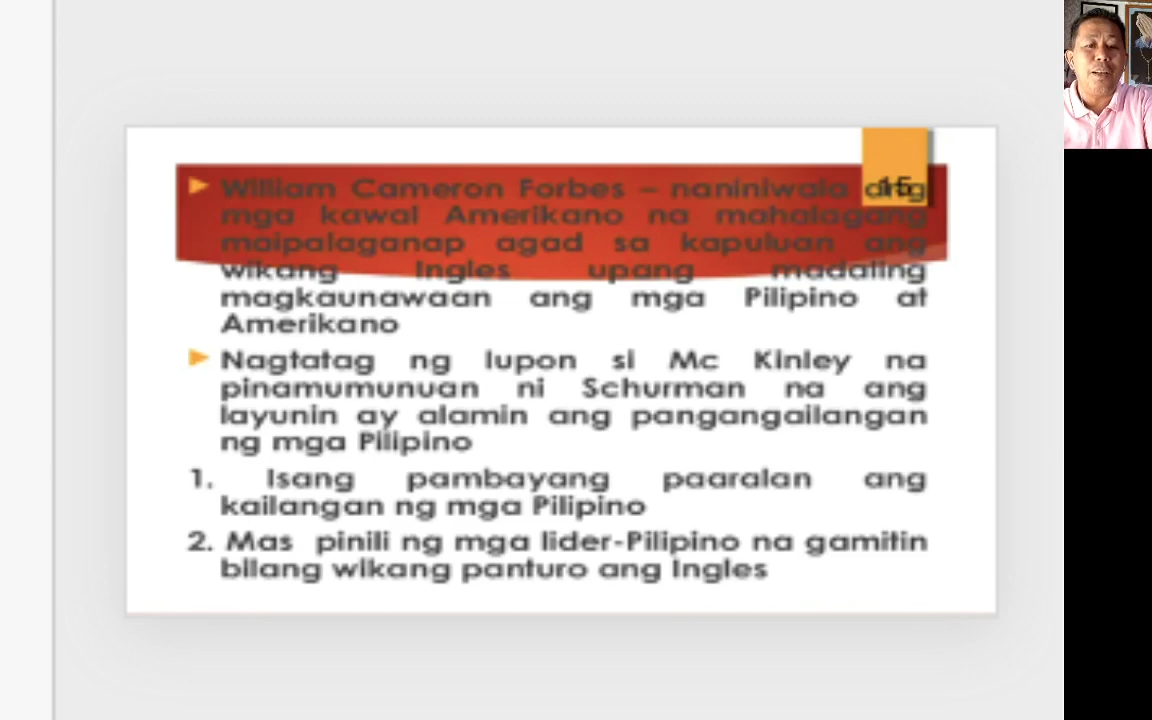 William Cameron Forbes – naniniwala ang
15
mga kawal Amerikano na mahalagang
maipalaganap agad sa kapuluan ang
wikang Ingles upang madaling
magkaunawaan ang mga Pilipino at
Amerikano
Nagtatag ng lupon si Mc Kinley na
pinamumunuan ni Schurman na ang
layunin ay alamin ang pangangailangan
ng mga Pilipino
1. Isang pambayang paaralan ang
kailangan ng mga Pilipino
2. Mas pinili ng mga lider-Pilipino na gamitin
bilang wikang panturo ang Ingles